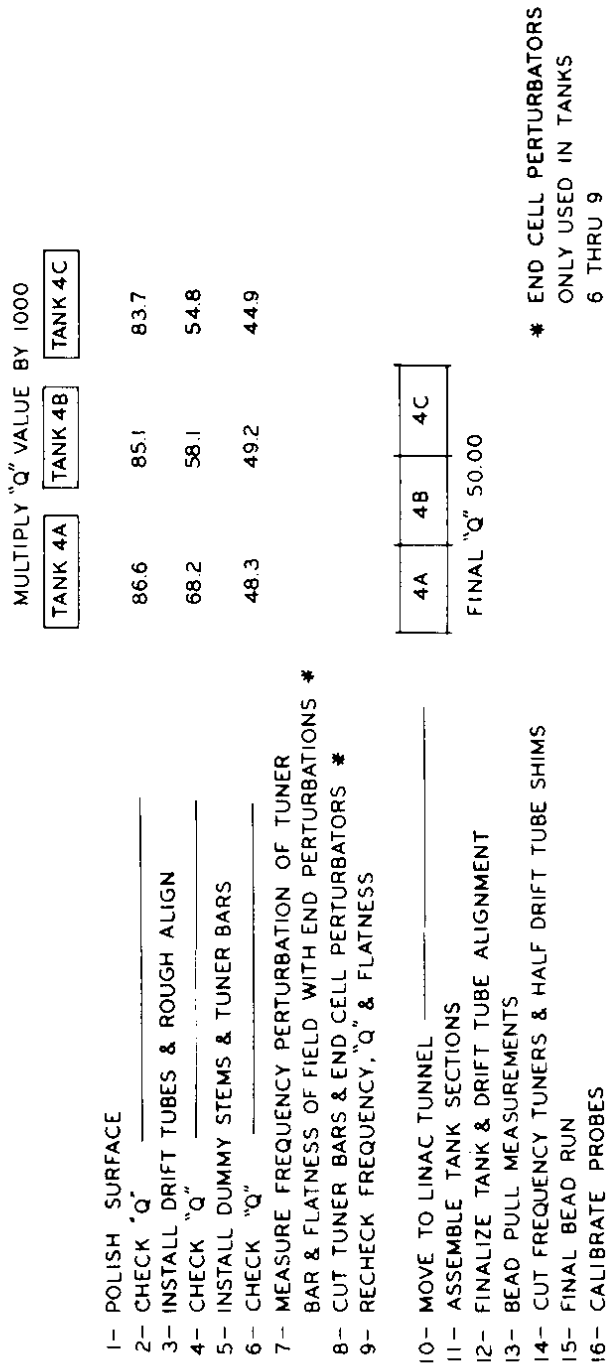 MULTIPLY "Q" VALUE BY 1000
TANK 4A TANK 4B TANK 4C
1- POLISH SURFACE
2- CHECK "Q" 86.6 85.1 83.7
3- INSTALL DRIFT TUBES & ROUGH ALIGN
4- CHECK "Q" 68.2 58.1 54.8
5- INSTALL DUMMY STEMS & TUNER BARS
6- CHECK "Q" 48.3 49.2 44.9
7- MEASURE FREQUENCY PERTURBATION OF TUNER
BAR & FLATNESS OF FIELD WITH END PERTURBATIONS *
8- CUT TUNER BARS & END CELL PERTURBATORS *
9- RECHECK FREQUENCY, "Q" & FLATNESS
10- MOVE TO LINAC TUNNEL 4A 4B 4C
11- ASSEMBLE TANK SECTIONS
FINAL "Q" 50.00
12- FINALIZE TANK & DRIFT TUBE ALIGNMENT
13- BEAD PULL MEASUREMENTS
14- CUT FREQUENCY TUNERS & HALF DRIFT TUBE SHIMS
15- FINAL BEAD RUN
16- CALIBRATE PROBES
* END CELL PERTURBATORS
ONLY USED IN TANKS
6 THRU 9